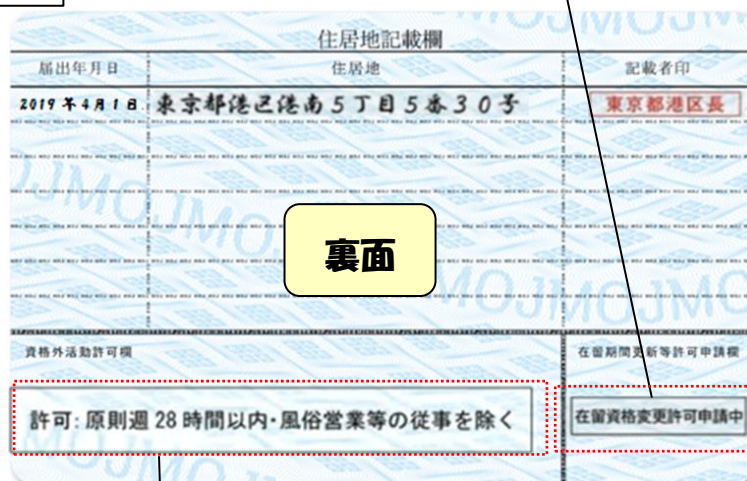 住居地記載欄
届出年月日 住居地 記載者印
2019年4月1日 東京都港区港南5丁目5番30号 東京都港区長
裏面
MOJMOJMO
資格外活動許可欄 在留期間更新等許可申請欄
許可:原則週28時間以内・風俗営業等の従事を除く 在留資格変更許可申請中